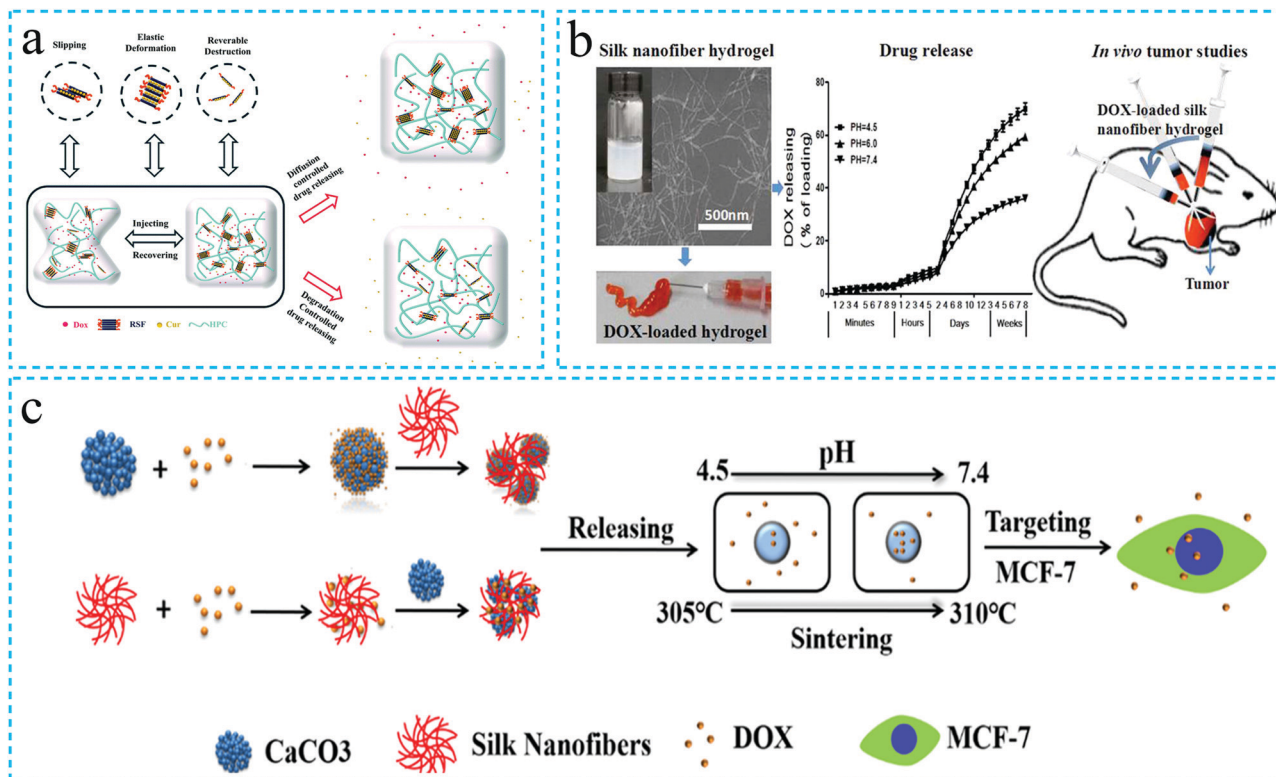 a
Slipping
Elastic
Deformation
Reverable
Destruction
Injecting
Recovering
Diffusion
controlled
drug releasing
Degradation
Controlled
drug releasing
Dox
RSF
Cur
HPC
b
Silk nanofiber hydrogel
500nm
DOX-loaded hydrogel
Drug release
DOX releasing
( % of loading)
80
60
40
20
0
PH=4.5
PH=6.0
PH=7.4
1 2 3 4 5 6 7 8 9 1 2 3 4 5 2 4 6 8 10 12 3 4 5 6 7 8
Minutes
Hours
Days
Weeks
In vivo tumor studies
DOX-loaded silk
nanofiber hydrogel
Tumor
c
+
+
Releasing
4.5
pH
7.4
305°C
Sintering
310°C
Targeting
MCF-7
CaCO3
Silk Nanofibers
DOX
MCF-7